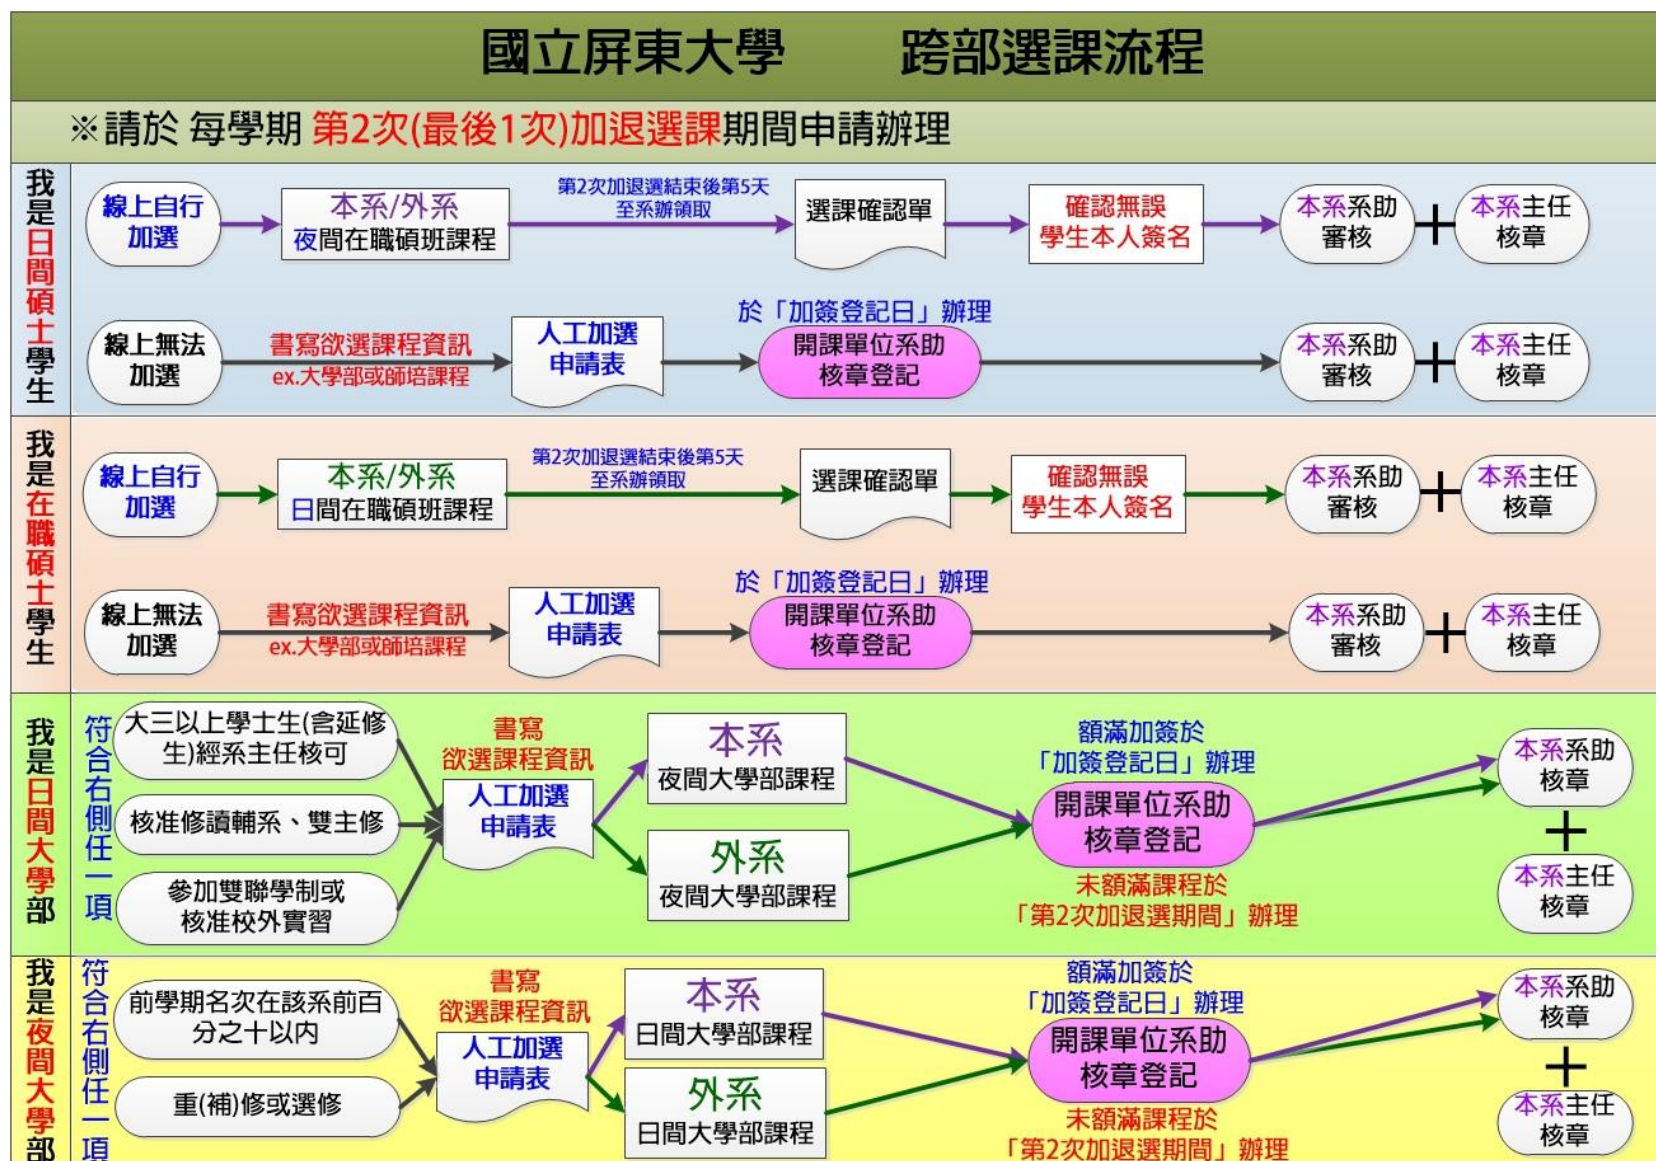 國立屏東大學 跨部選課流程
※請於 每學期 第2次(最後1次)加退選課期間申請辦理
我是日間碩士學生
線上自行
加選
本系/外系
夜間在職碩班課程
第2次加退選結束後第5天
至系辦領取
選課確認單
確認無誤
學生本人簽名
本系系助
審核
+
本系主任
核章
線上無法
加選
書寫欲選課程資訊
ex.大學部或師培課程
人工加選
申請表
於「加簽登記日」辦理
開課單位系助
核章登記
本系系助
審核
+
本系主任
核章
我是在職碩士學生
線上自行
加選
本系/外系
日間在職碩班課程
第2次加退選結束後第5天
至系辦領取
選課確認單
確認無誤
學生本人簽名
本系系助
審核
+
本系主任
核章
線上無法
加選
書寫欲選課程資訊
ex.大學部或師培課程
人工加選
申請表
於「加簽登記日」辦理
開課單位系助
核章登記
本系系助
審核
+
本系主任
核章
我是日間大學部
符合右側任一項
大三以上學士生(含延修
生)經系主任核可
核准修讀輔系、雙主修
參加雙聯學制或
核准校外實習
書寫
欲選課程資訊
人工加選
申請表
本系
夜間大學部課程
外系
夜間大學部課程
額滿加簽於
「加簽登記日」辦理
開課單位系助
核章登記
未額滿課程於
「第2次加退選期間」辦理
本系系助
核章
+
本系主任
核章
我是夜間大學部
符合右側任一項
前學期名次在該系前百
分之十以內
重(補)修或選修
書寫
欲選課程資訊
人工加選
申請表
本系
日間大學部課程
外系
日間大學部課程
額滿加簽於
「加簽登記日」辦理
開課單位系助
核章登記
未額滿課程於
「第2次加退選期間」辦理
本系系助
核章
+
本系主任
核章